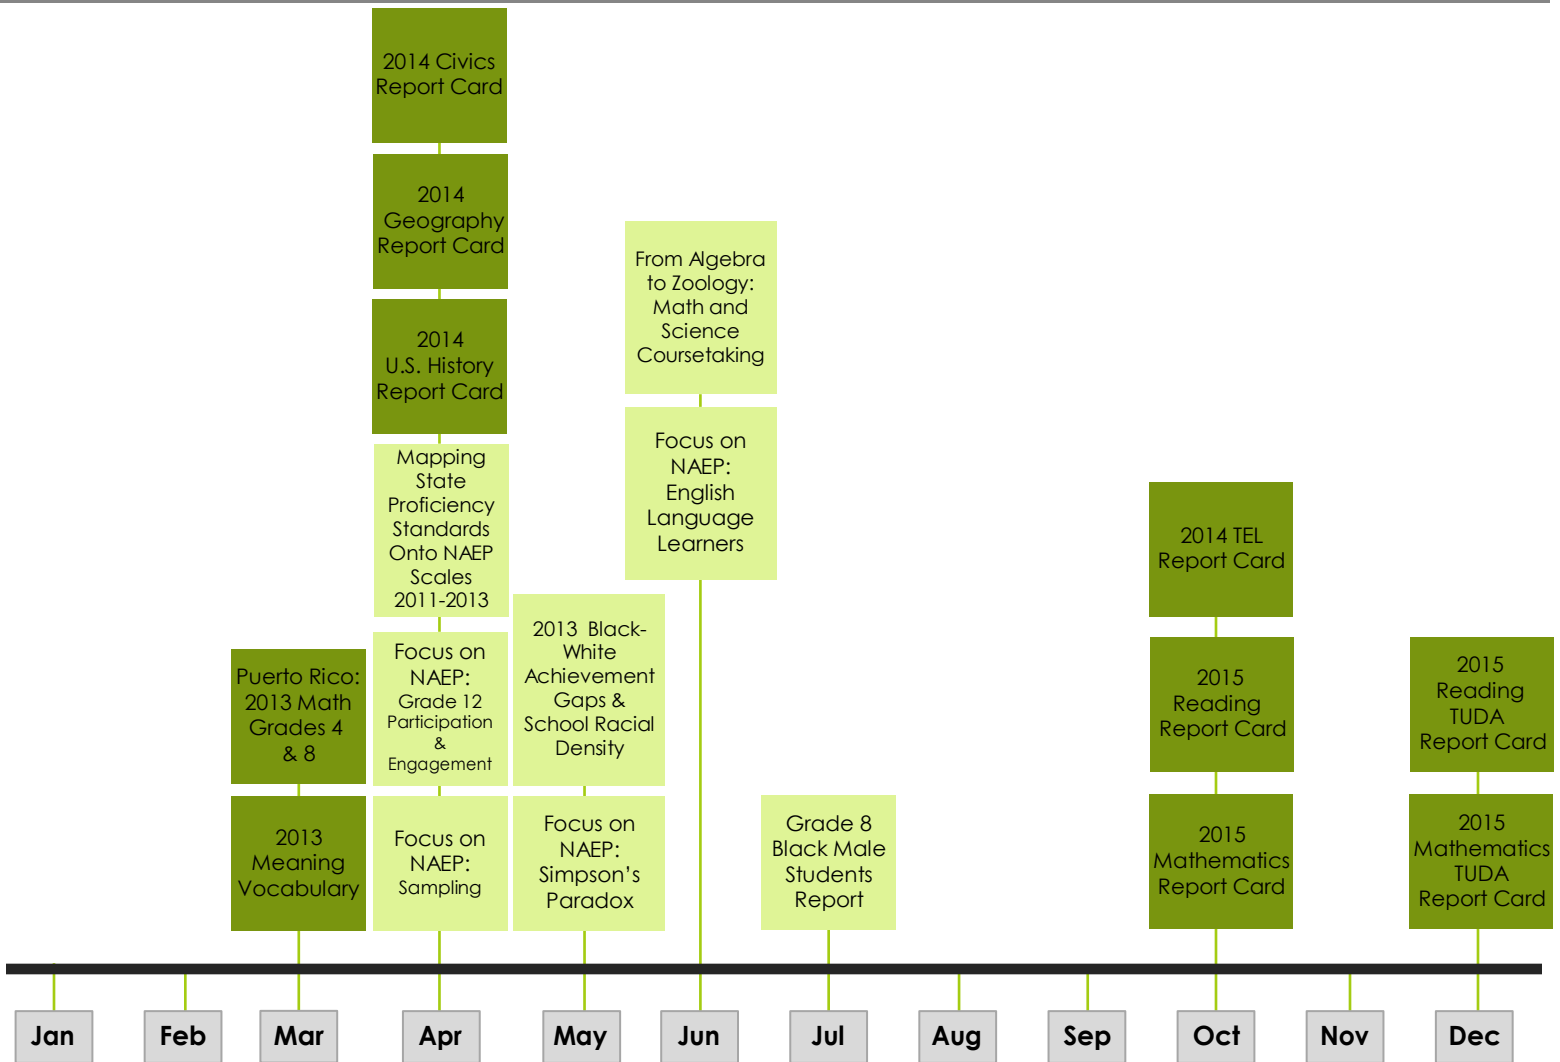 2014 Civics
Report Card
2014
Geography
Report Card
2014
U.S. History
Report Card
Mapping
State
Proficiency
Standards
Onto NAEP
Scales
2011-2013
Focus on
NAEP:
Grade 12
Participation
&
Engagement
Focus on
NAEP:
Sampling
Puerto Rico:
2013 Math
Grades 4
& 8
2013
Meaning
Vocabulary
2013 Black-
White
Achievement
Gaps &
School Racial
Density
Focus on
NAEP:
Simpson’s
Paradox
From Algebra
to Zoology:
Math and
Science
Coursetaking
Focus on
NAEP:
English
Language
Learners
Grade 8
Black Male
Students
Report
2014 TEL
Report Card
2015
Reading
Report Card
2015
Mathematics
Report Card
2015
Reading
TUDA
Report Card
2015
Mathematics
TUDA
Report Card
Jan
Feb
Mar
Apr
May
Jun
Jul
Aug
Sep
Oct
Nov
Dec